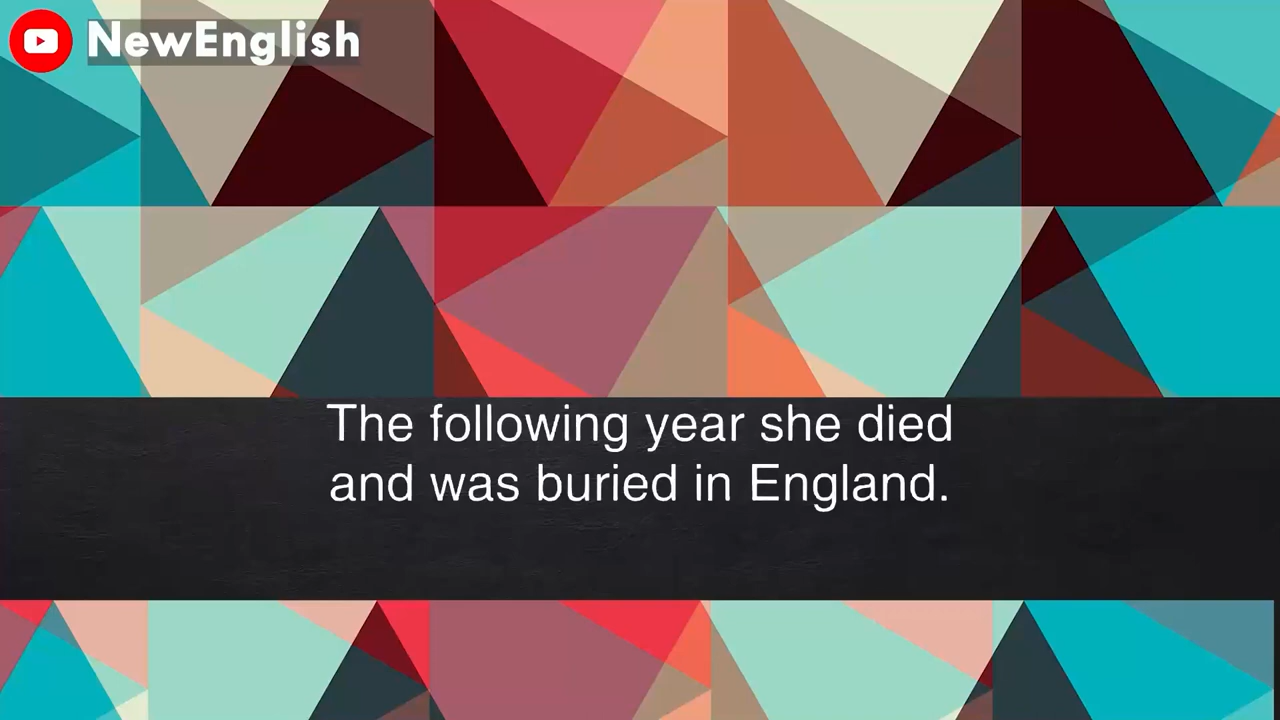 NewEnglish
The following year she died
and was buried in England.